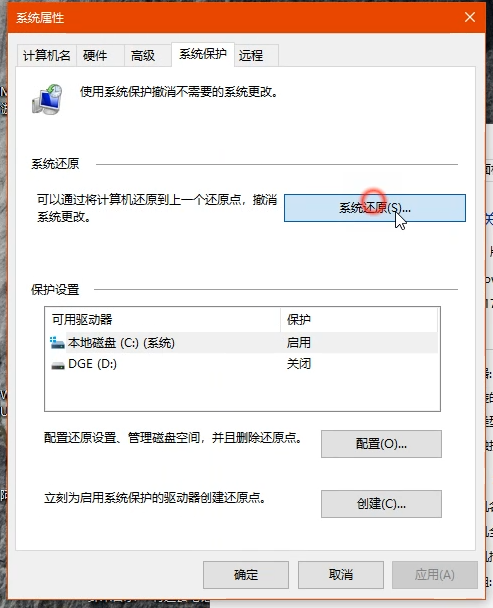 系统属性
计算机名 硬件 高级 系统保护 远程
使用系统保护撤消不需要的系统更改。
系统还原
可以通过将计算机还原到上一个还原点，撤消
系统更改。
系统还原(S)...
保护设置
可用驱动器 保护
本地磁盘 (C:) (系统) 启用
DGE (D:) 关闭
配置还原设置、管理磁盘空间，并且删除还原点。
配置(O)...
立刻为启用系统保护的驱动器创建还原点。
创建(C)...
确定 取消 应用(A)